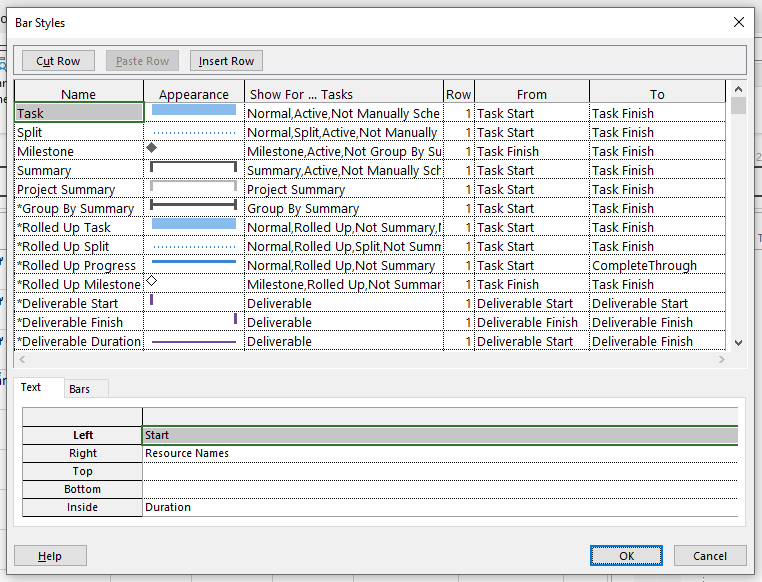 Bar Styles
Cut Row Paste Row Insert Row
Name Appearance Show For ... Tasks Row From To
Task Normal,Active,Not Manually Sche 1 Task Start Task Finish
Split Normal,Split,Active,Not Manually 1 Task Start Task Finish
Milestone Milestone,Active,Not Group By Su 1 Task Finish Task Finish
Summary Summary,Active,Not Manually Sch 1 Task Start Task Finish
Project Summary Project Summary 1 Task Start Task Finish
*Group By Summary Group By Summary 1 Task Start Task Finish
*Rolled Up Task Normal,Rolled Up,Not Summary, 1 Task Start Task Finish
*Rolled Up Split Normal,Rolled Up,Split,Not Summ 1 Task Start Task Finish
*Rolled Up Progress Normal,Rolled Up,Not Summary 1 Task Start CompleteThrough
*Rolled Up Milestone Milestone,Rolled Up,Not Summar 1 Task Finish Task Finish
*Deliverable Start Deliverable 1 Deliverable Start Deliverable Start
*Deliverable Finish Deliverable 1 Deliverable Finish Deliverable Finish
*Deliverable Duration Deliverable 1 Deliverable Start Deliverable Finish
Text Bars
Left Start
Right Resource Names
Top
Bottom
Inside Duration
Help OK Cancel